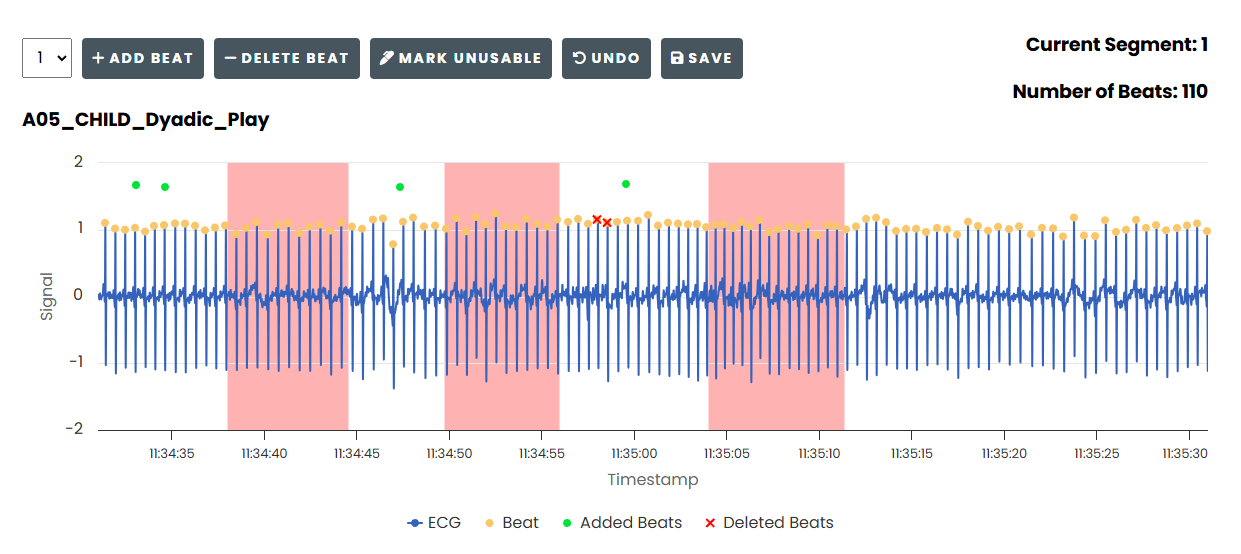 1 ADD BEAT DELETE BEAT MARK UNUSABLE UNDO SAVE
Current Segment: 1
Number of Beats: 110
A05_CHILD_Dyadic_Play
2
1
0
−1
−2
Signal
11:34:35 11:34:40 11:34:45 11:34:50 11:34:55 11:35:00 11:35:05 11:35:10 11:35:15 11:35:20 11:35:25 11:35:30
Timestamp
ECG Beat Added Beats Deleted Beats